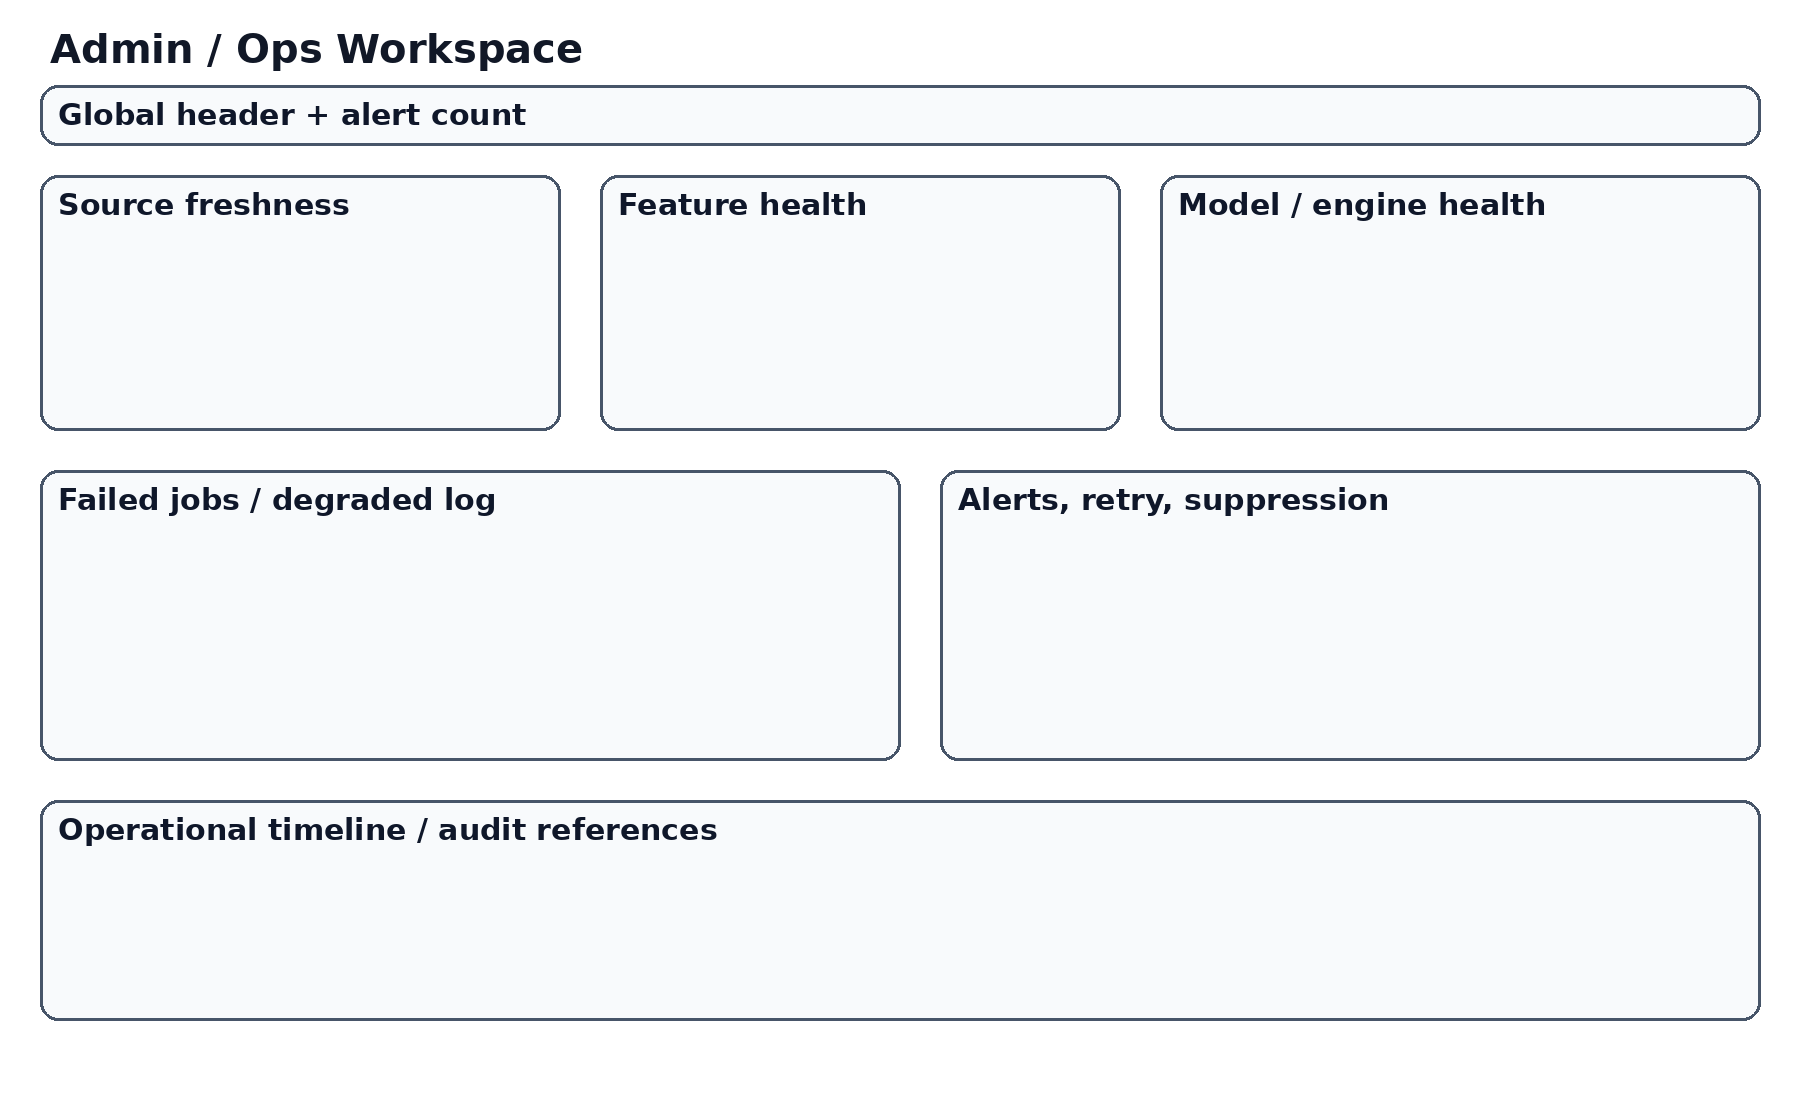 Admin / Ops Workspace
Global header + alert count
Source freshness
Feature health
Model / engine health
Failed jobs / degraded log
Alerts, retry, suppression
Operational timeline / audit references